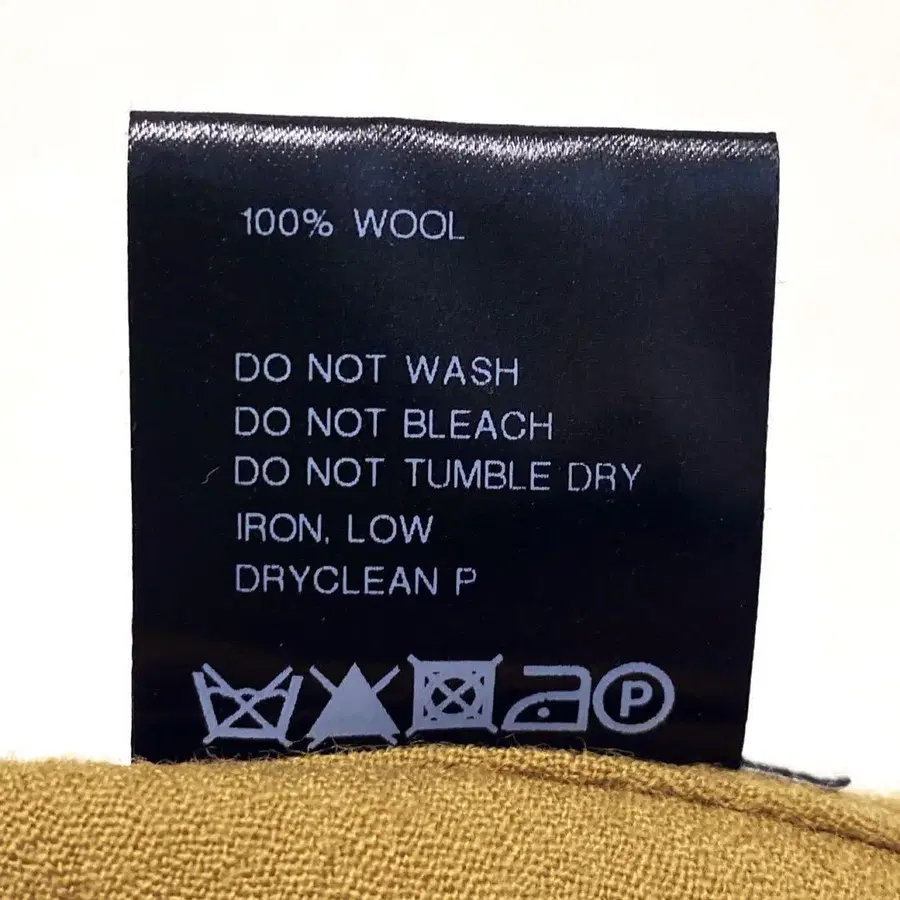 100% WOOL
DO NOT WASH
DO NOT BLEACH
DO NOT TUMBLE DRY
IRON, LOW
DRYCLEAN P
P